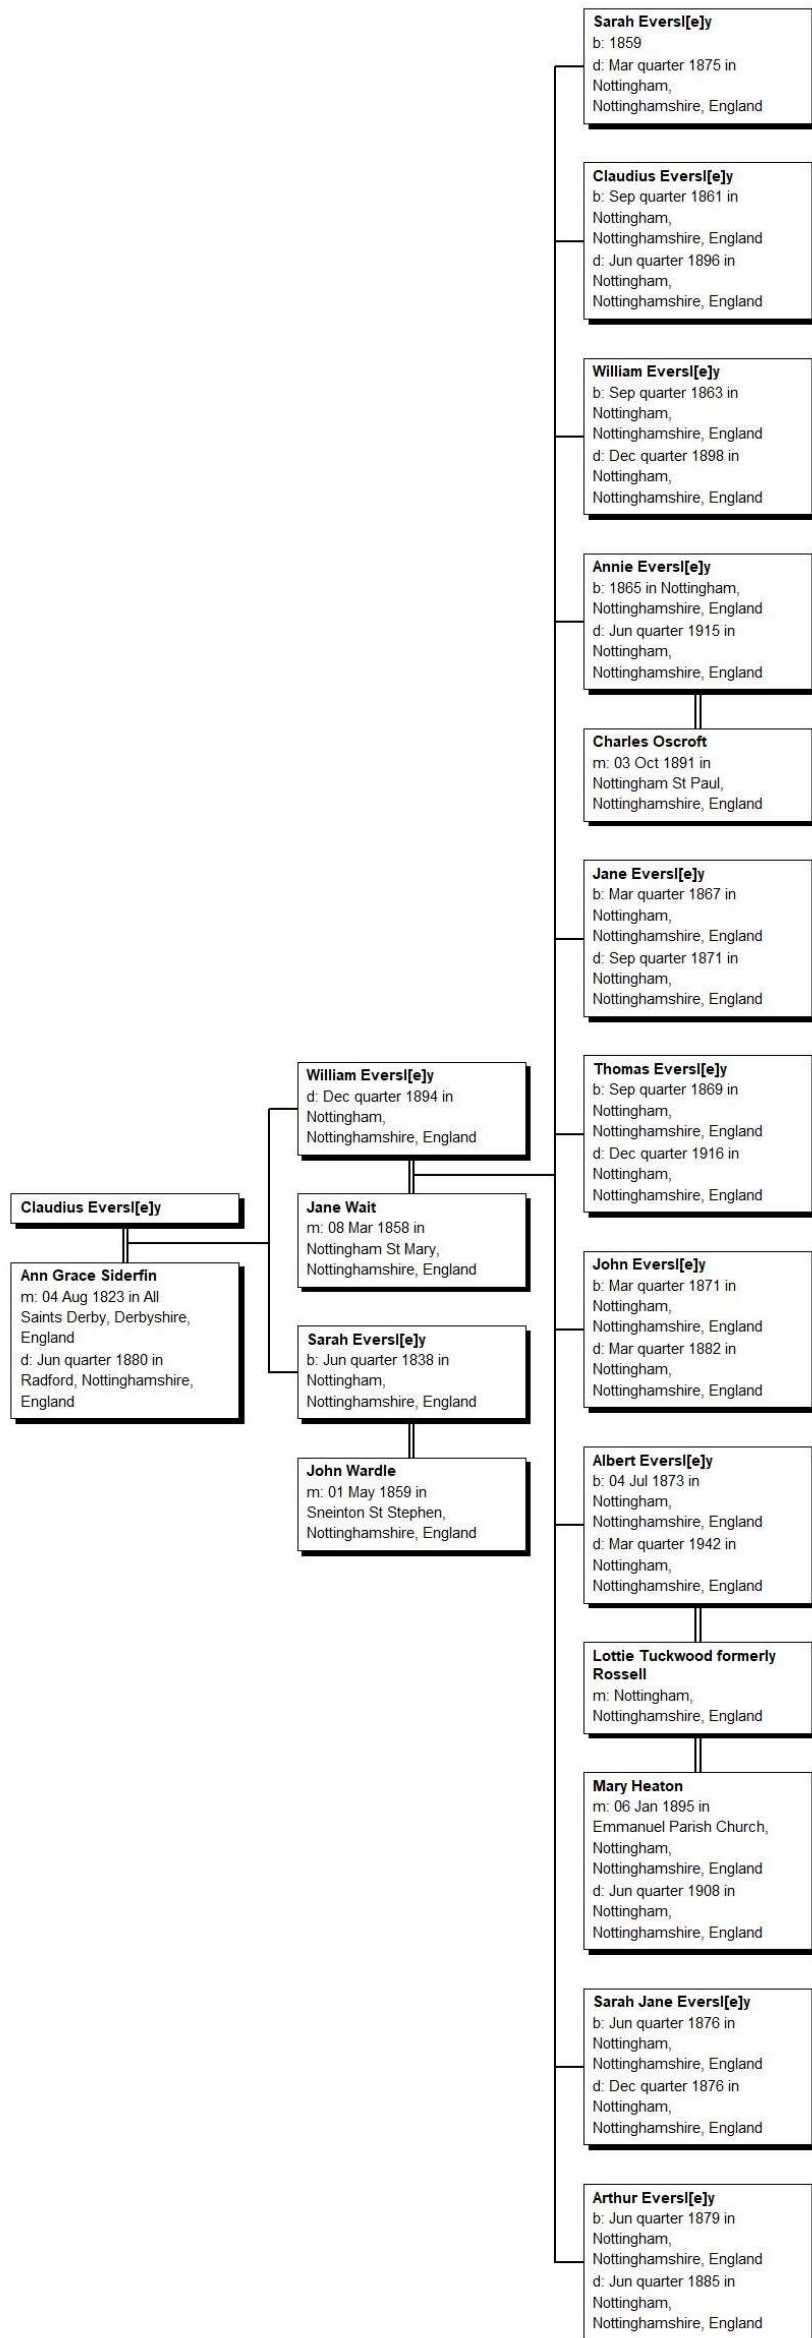 Claudius Eversl[e]y
Ann Grace Siderfin
m: 04 Aug 1823 in All
Saints Derby, Derbyshire,
England
d: Jun quarter 1880 in
Radford, Nottinghamshire,
England
William Eversl[e]y
d: Dec quarter 1894 in
Nottingham,
Nottinghamshire, England
Jane Wait
m: 08 Mar 1858 in
Nottingham St Mary,
Nottinghamshire, England
Sarah Eversl[e]y
b: Jun quarter 1838 in
Nottingham,
Nottinghamshire, England
John Wardle
m: 01 May 1859 in
Sneinton St Stephen,
Nottinghamshire, England
Sarah Eversl[e]y
b: 1859
d: Mar quarter 1875 in
Nottingham,
Nottinghamshire, England
Claudius Eversl[e]y
b: Sep quarter 1861 in
Nottingham,
Nottinghamshire, England
d: Jun quarter 1896 in
Nottingham,
Nottinghamshire, England
William Eversl[e]y
b: Sep quarter 1863 in
Nottingham,
Nottinghamshire, England
d: Dec quarter 1898 in
Nottingham,
Nottinghamshire, England
Annie Eversl[e]y
b: 1865 in Nottingham,
Nottinghamshire, England
d: Jun quarter 1915 in
Nottingham,
Nottinghamshire, England
Charles Oscroft
m: 03 Oct 1891 in
Nottingham St Paul,
Nottinghamshire, England
Jane Eversl[e]y
b: Mar quarter 1867 in
Nottingham,
Nottinghamshire, England
d: Sep quarter 1871 in
Nottingham,
Nottinghamshire, England
Thomas Eversl[e]y
b: Sep quarter 1869 in
Nottingham,
Nottinghamshire, England
d: Dec quarter 1916 in
Nottingham,
Nottinghamshire, England
John Eversl[e]y
b: Mar quarter 1871 in
Nottingham,
Nottinghamshire, England
d: Mar quarter 1882 in
Nottingham,
Nottinghamshire, England
Albert Eversl[e]y
b: 04 Jul 1873 in
Nottingham,
Nottinghamshire, England
d: Mar quarter 1942 in
Nottingham,
Nottinghamshire, England
Lottie Tuckwood formerly
Rossell
m: Nottingham,
Nottinghamshire, England
Mary Heaton
m: 06 Jan 1895 in
Emmanuel Parish Church,
Nottingham,
Nottinghamshire, England
d: Jun quarter 1908 in
Nottingham,
Nottinghamshire, England
Sarah Jane Eversl[e]y
b: Jun quarter 1876 in
Nottingham,
Nottinghamshire, England
d: Dec quarter 1876 in
Nottingham,
Nottinghamshire, England
Arthur Eversl[e]y
b: Jun quarter 1879 in
Nottingham,
Nottinghamshire, England
d: Jun quarter 1885 in
Nottingham,
Nottinghamshire, England